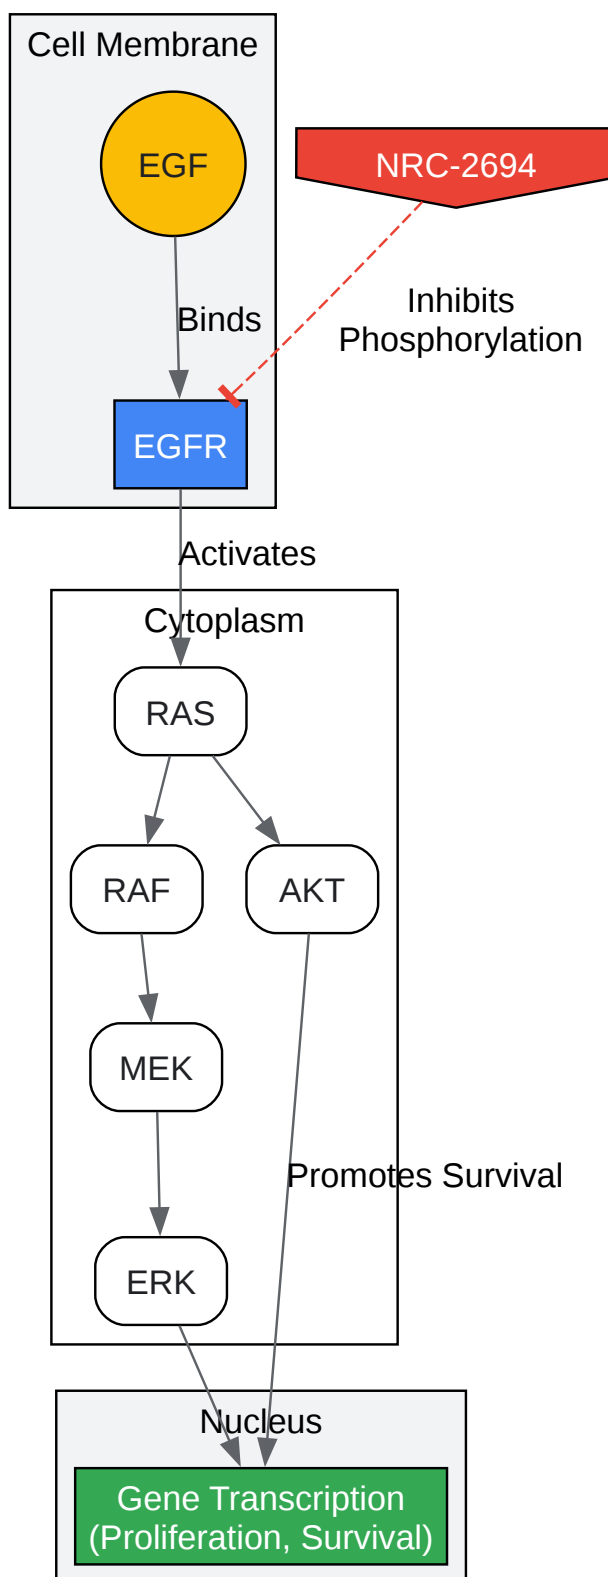 Cell Membrane
EGF
NRC-2694
Binds
Inhibits
Phosphorylation
EGFR
Activates
Cytoplasm
RAS
RAF
AKT
MEK
Promotes Survival
ERK
Nucleus
Gene Transcription
(Proliferation, Survival)